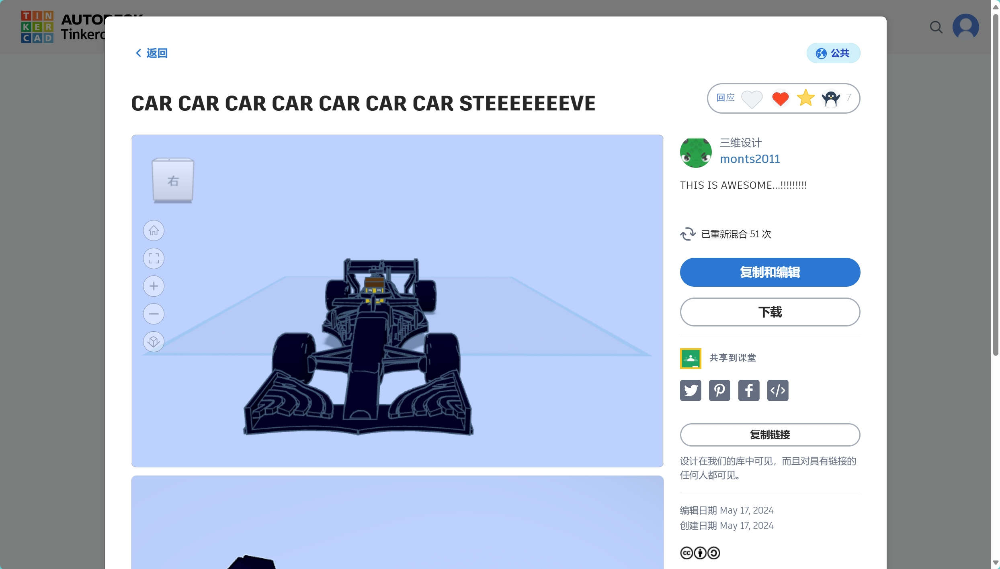 TIN
KER
CAD
返回
公共
CAR CAR CAR CAR CAR CAR CAR STEEEEEEEVE
回应 7
右
三维设计
monts2011
THIS IS AWESOME...!!!!!!!!!
已重新混合 51 次
复制和编辑
下载
共享到课堂
复制链接
设计在我们的库中可见，而且对具有链接的
任何人都可见。
编辑日期 May 17, 2024
创建日期 May 17, 2024
cc